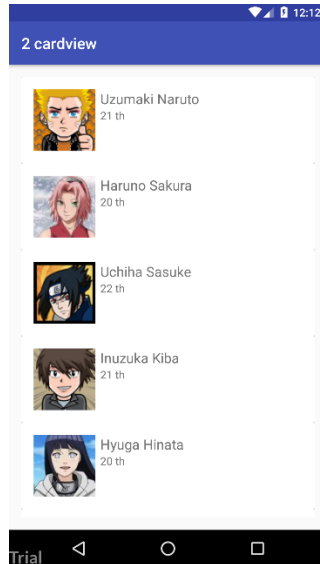 12:12
2 cardview
Uzumaki Naruto
21 th
Haruno Sakura
20 th
Uchiha Sasuke
22 th
Inuzuka Kiba
21 th
Hyuga Hinata
20 th
Trial